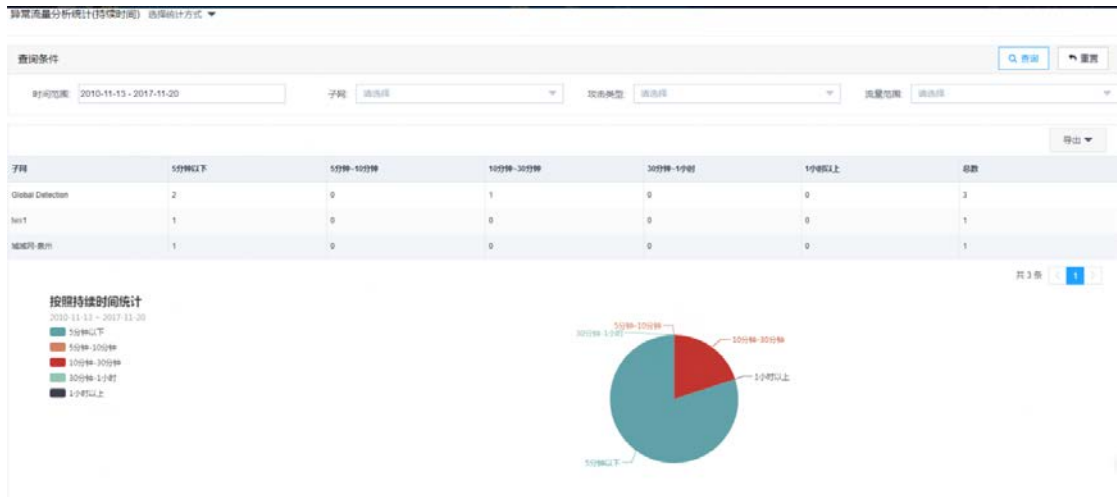 异常流量分析统计(持续时间) 选择统计方式
查询条件 查询 重置
时间范围: 2010-11-13 - 2017-11-20 子网: 请选择 攻击类型: 请选择 流量范围: 请选择
导出
子网 5分钟以下 5分钟~10分钟 10分钟~30分钟 30分钟~1小时 1小时以上 总数
Global Detection 2 0 1 0 0 3
1 0 0 0 0 1
城域网-惠州 1 0 0 0 0 1
共 3 条 1
按照持续时间统计
2010-11-13 ~ 2017-11-20
5分钟以下
5分钟-10分钟
10分钟-30分钟
30分钟-1小时
1小时以上
5分钟-10分钟
30分钟-1小时
10分钟-30分钟
1小时以上
5分钟以下